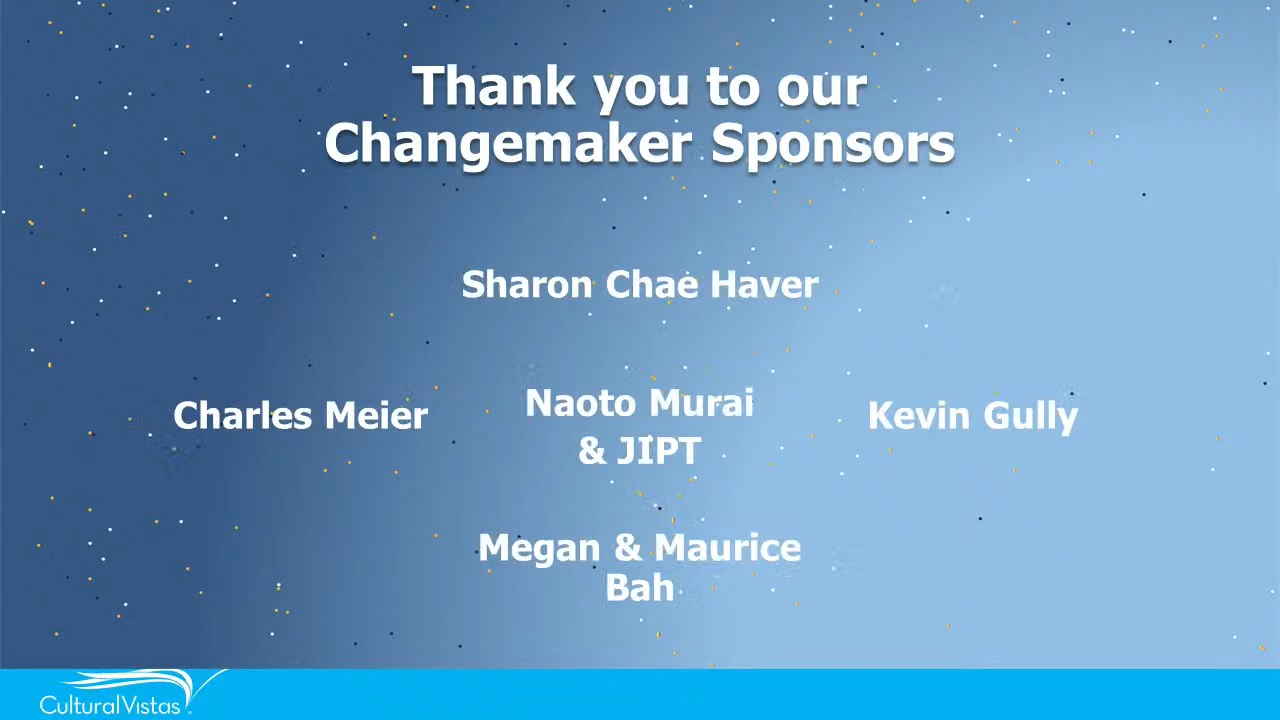 Thank you to our
Changemaker Sponsors
Sharon Chae Haver
Charles Meier
Naoto Murai
& JIPT
Kevin Gully
Megan & Maurice
Bah
CulturalVistas